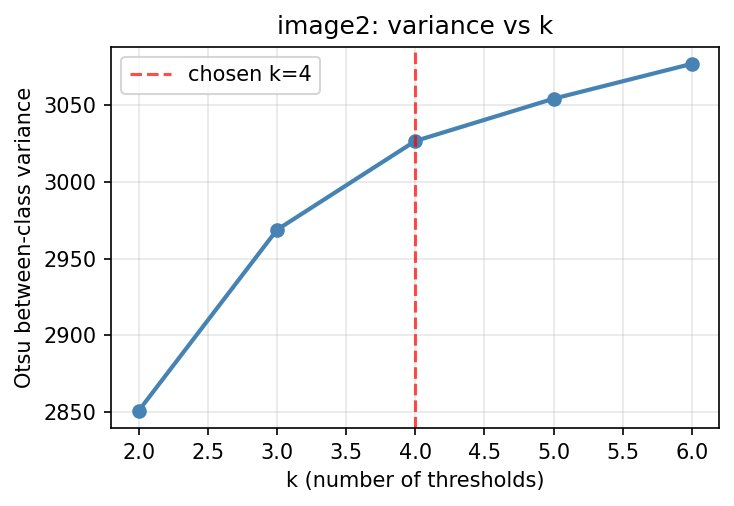 image2: variance vs k
chosen k=4
Otsu between-class variance
3050
3000
2950
2900
2850
2.0 2.5 3.0 3.5 4.0 4.5 5.0 5.5 6.0
k (number of thresholds)